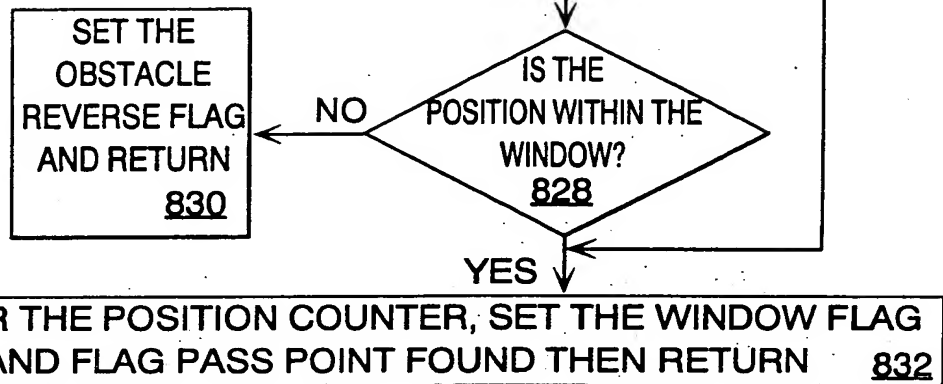 SET THE
OBSTACLE
REVERSE FLAG
AND RETURN
830
NO
IS THE
POSITION WITHIN THE
WINDOW?
828
YES
THE POSITION COUNTER, SET THE WINDOW FLAG
AND FLAG PASS POINT FOUND THEN RETURN 832